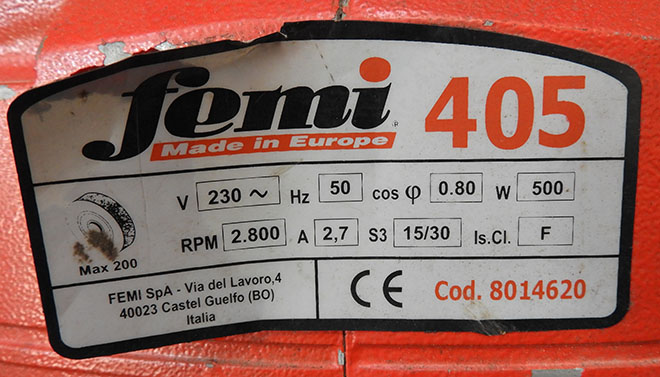 femi 405
Made in Europe
V 230 ~ Hz 50 cos φ 0.80 W 500
RPM 2.800 A 2,7 S3 15/30 Is.Cl. F
Max 200
FEMI SpA - Via del Lavoro,4
40023 Castel Guelfo (BO)
Italia
CE Cod. 8014620